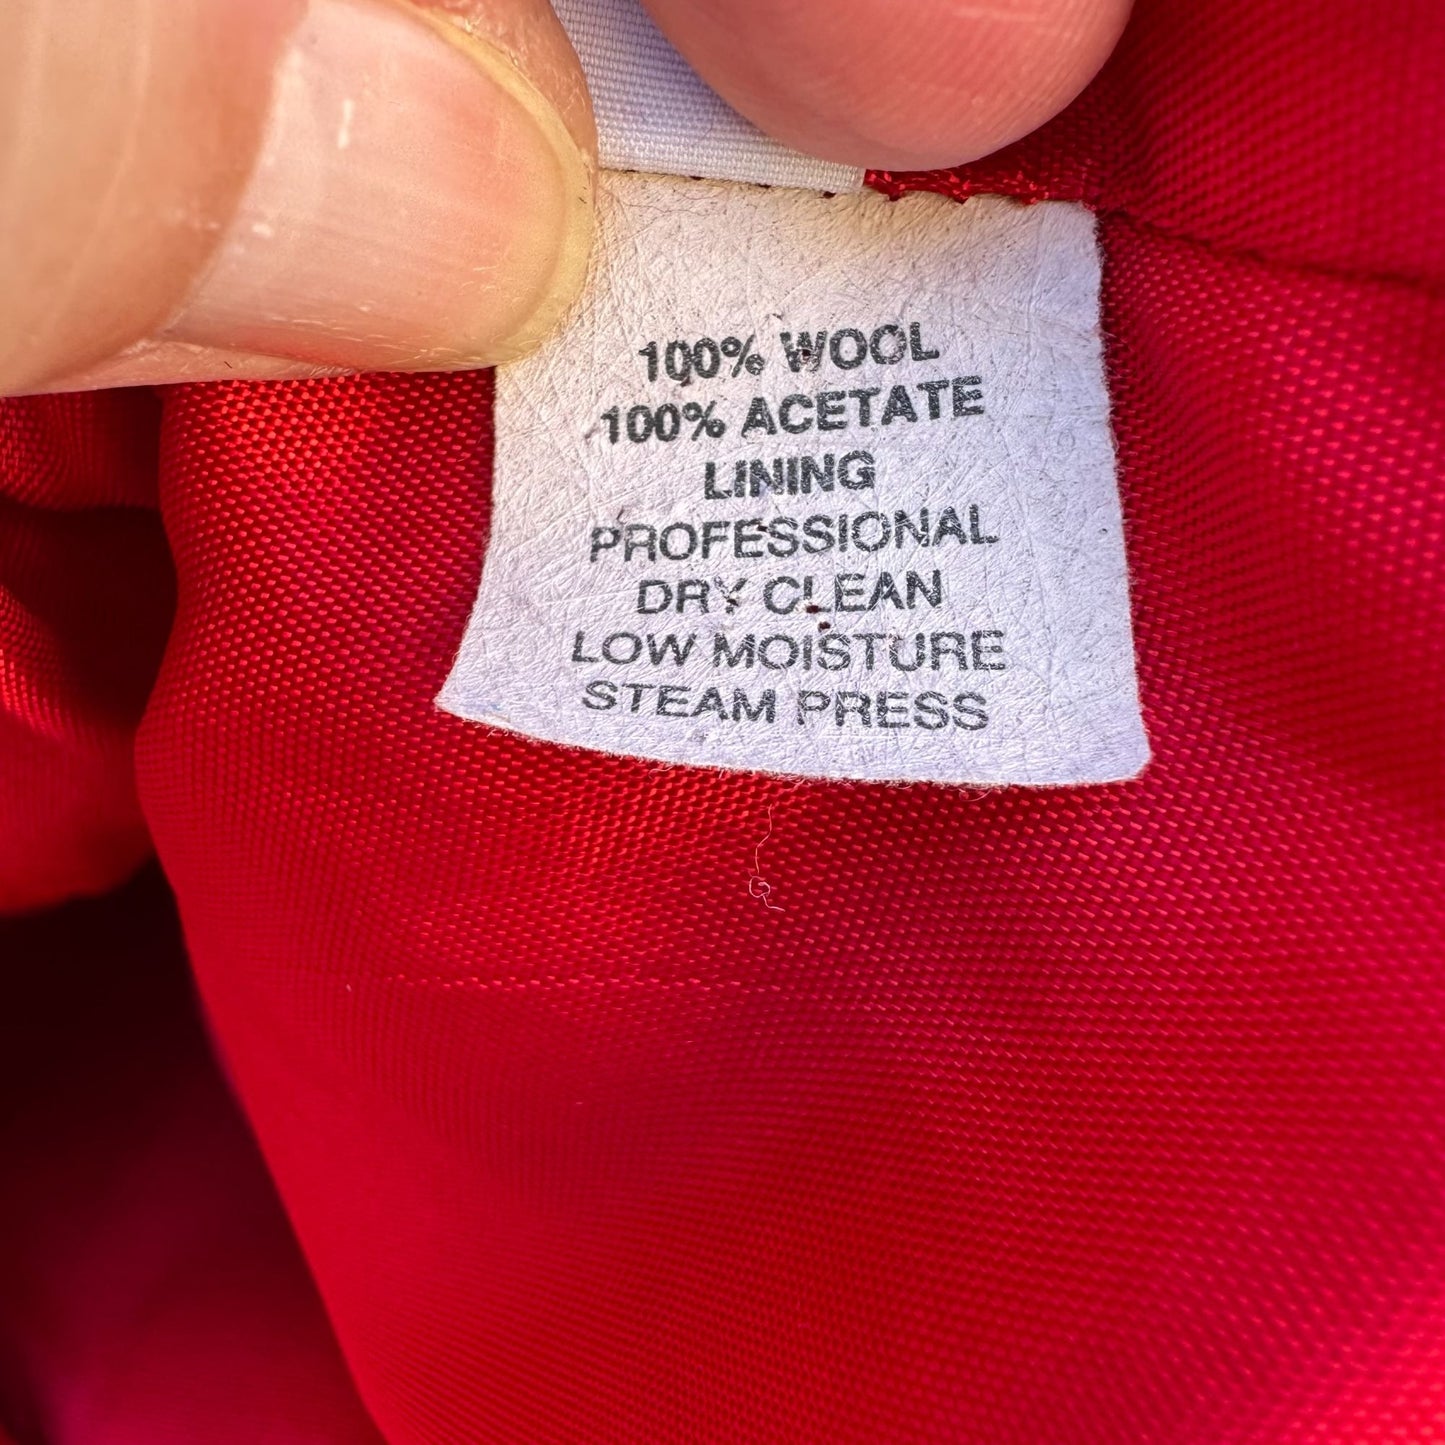 100% WOOL
100% ACETATE
LINING
PROFESSIONAL
DRY CLEAN
LOW MOISTURE
STEAM PRESS